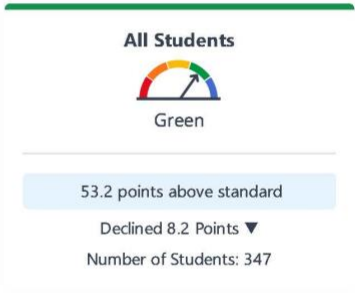 All Students
Green
53.2 points above standard
Declined 8.2 Points ▼
Number of Students: 347